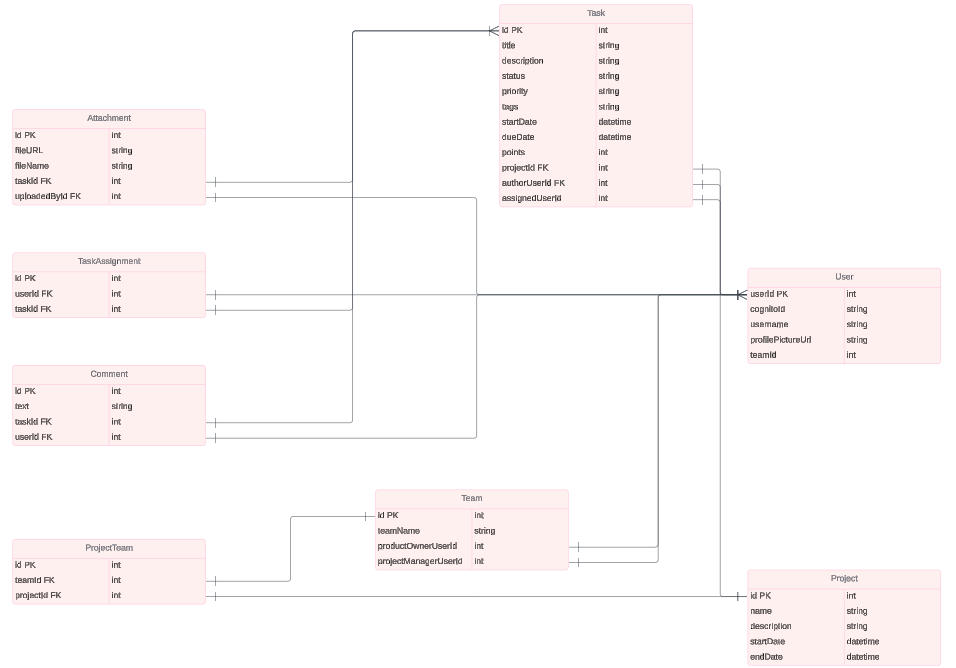 Task
id PK int
title string
description string
status string
priority string
tags string
startDate datetime
dueDate datetime
points int
projectId FK int
authorUserId FK int
assignedUserId int
Attachment
id PK int
fileURL string
fileName string
taskId FK int
uploadedById FK int
TaskAssignment
id PK int
userId FK int
taskId FK int
User
userId PK int
cognitoId string
username string
profilePictureUrl string
teamId int
Comment
id PK int
text string
taskId FK int
userId FK int
Team
id PK int
teamName string
productOwnerUserId int
projectManagerUserId int
ProjectTeam
id PK int
teamId FK int
projectId FK int
Project
id PK int
name string
description string
startDate datetime
endDate datetime